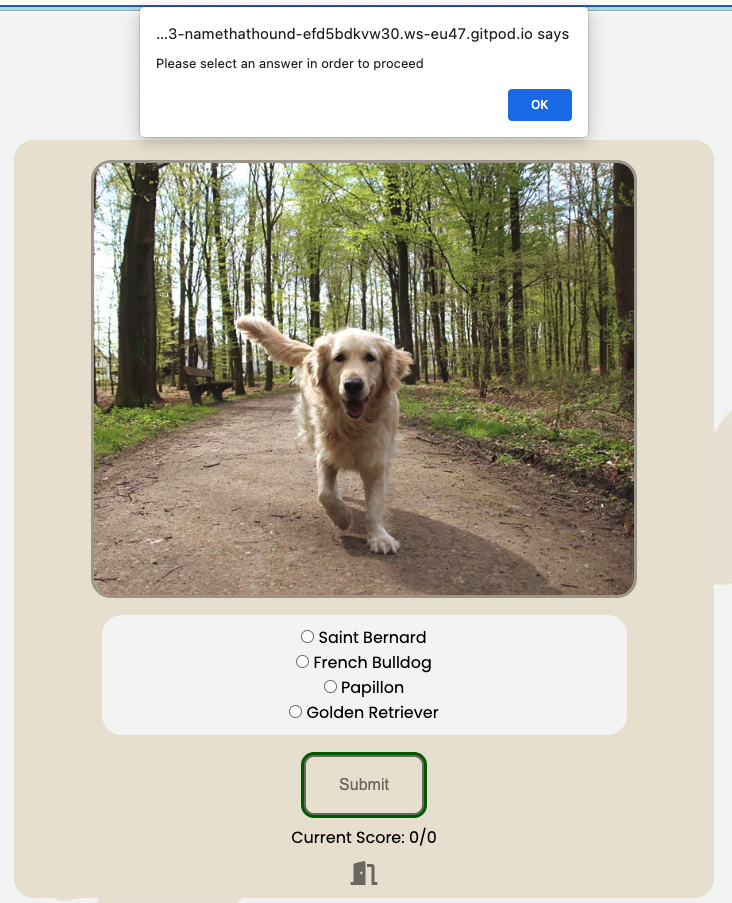 ...3-namethathound-efd5bdkvw30.ws-eu47.gitpod.io says
Please select an answer in order to proceed
OK
Saint Bernard
French Bulldog
Papillon
Golden Retriever
Submit
Current Score: 0/0